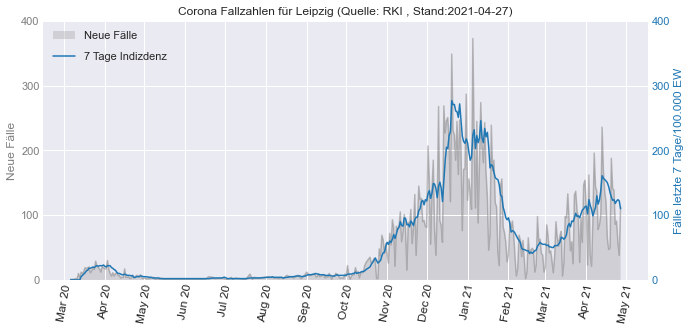 Corona Fallzahlen für Leipzig (Quelle: RKI , Stand:2021-04-27)
Neue Fälle
7 Tage Indizdenz
Neue Fälle
400
300
200
100
0
400
300
200
100
0
Fälle letzte 7 Tage/100.000 EW
Mar 20
Apr 20
May 20
Jun 20
Jul 20
Aug 20
Sep 20
Oct 20
Nov 20
Dec 20
Jan 21
Feb 21
Mar 21
Apr 21
May 21